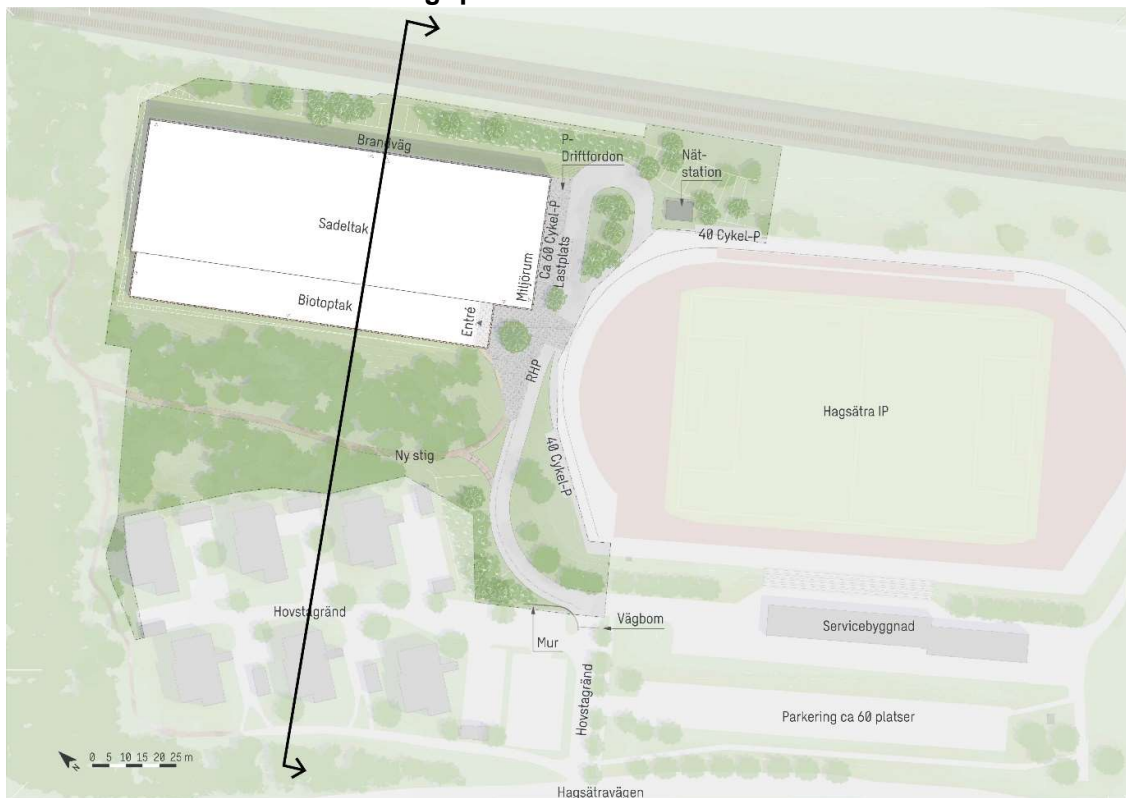 Brandväg
P-
Driftfordon
Nät-
station
Sadeltak
Ca 60 Cykel-P
Lastplats
40 Cykel-P
Miljörum
Biotoptak
Entré
RHP
Hagsätra IP
40 Cykel-P
Ny stig
Hovstagränd
Vägbom
Mur
Servicebyggnad
Hovstagränd
Parkering ca 60 platser
N
0 5 10 15 20 25 m
Hagsätravägen